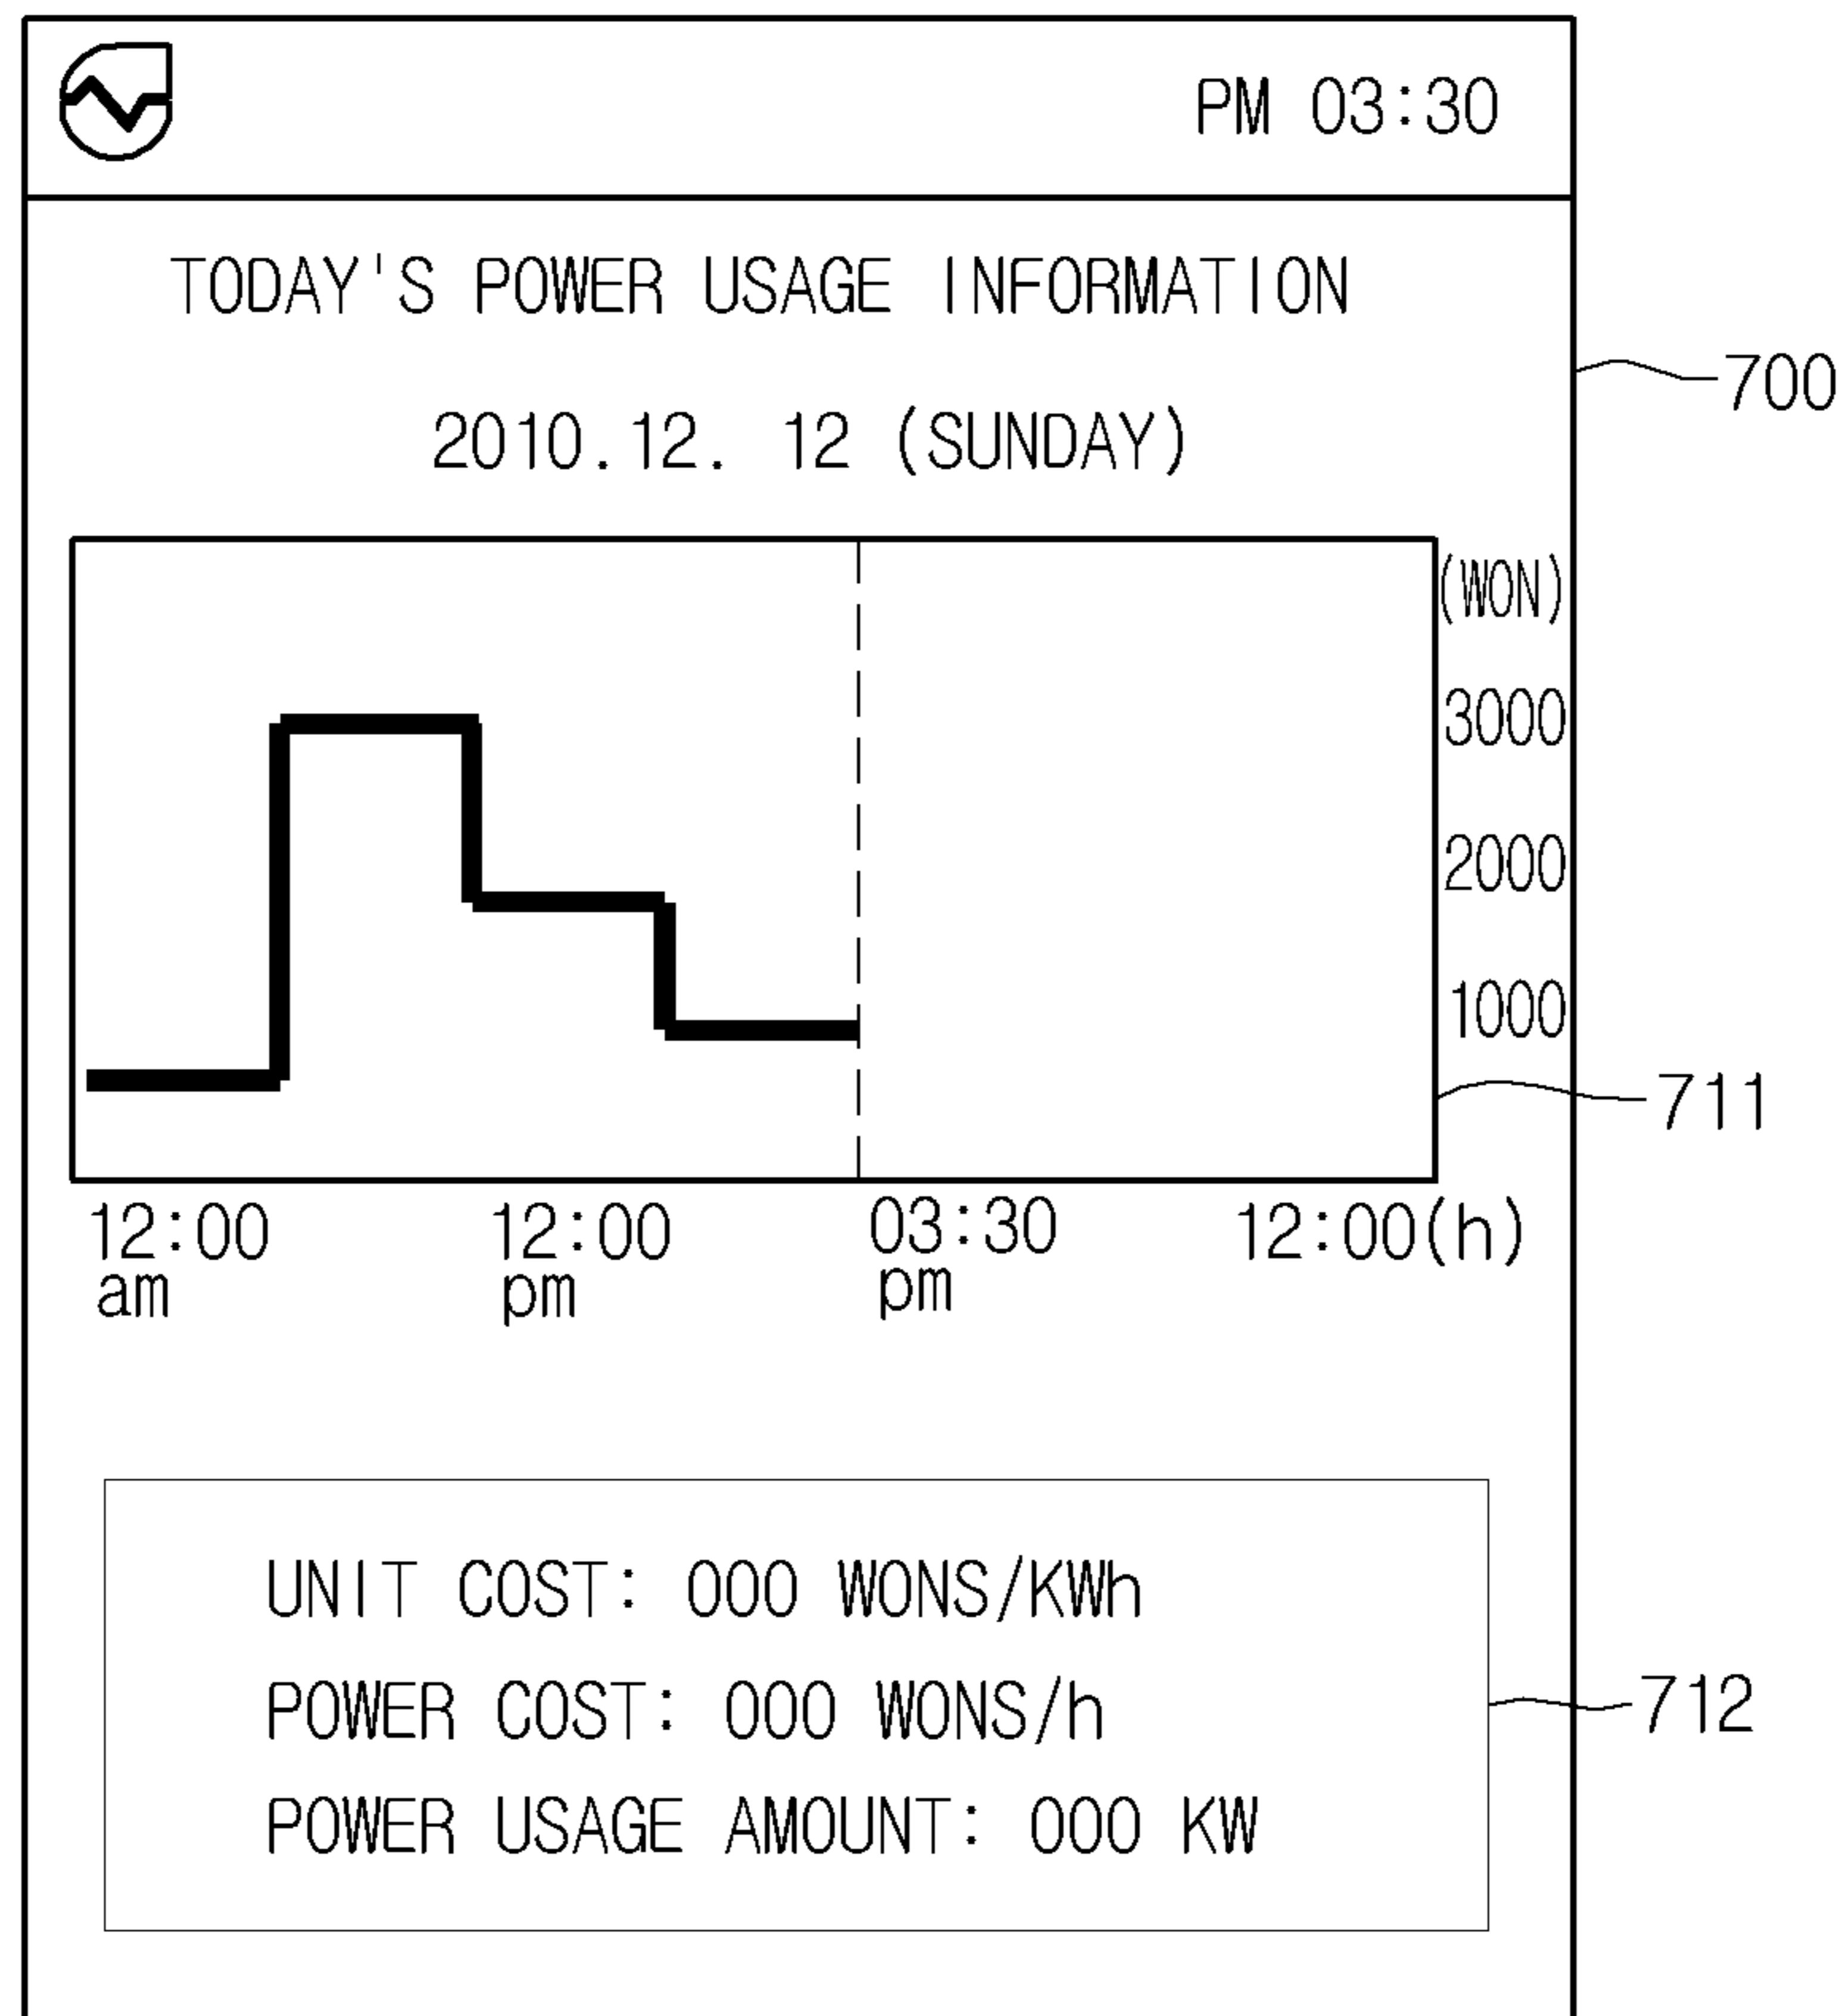 PM 03:30
TODAY'S POWER USAGE INFORMATION
700
2010.12. 12 (SUNDAY)
(WON)
3000
2000
1000
711
12:00 am
12:00 pm
03:30 pm
12:00(h)
UNIT COST: 000 WONS/KWh
POWER COST: 000 WONS/h
712
POWER USAGE AMOUNT: 000 KW